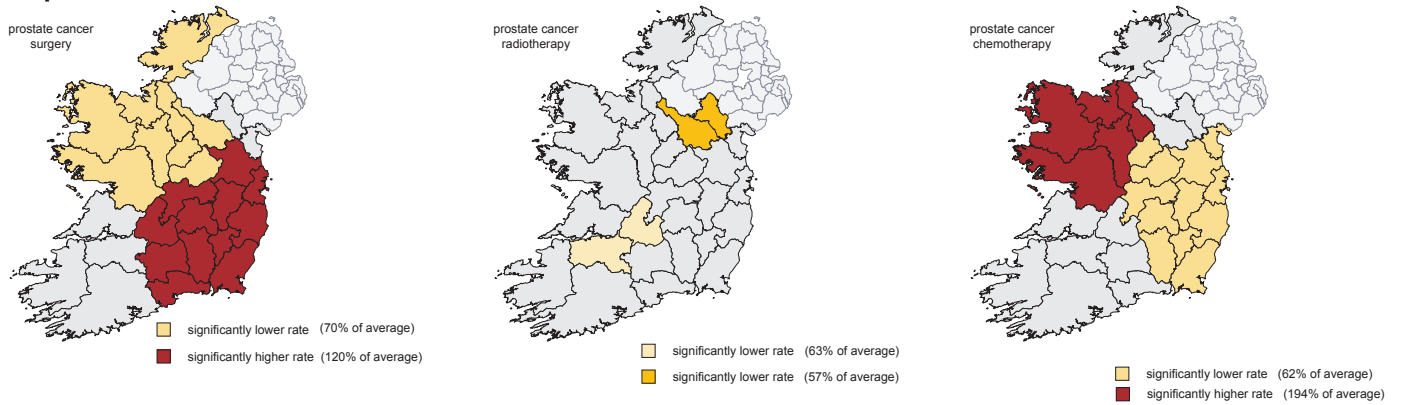 prostate cancer
surgery
significantly lower rate (70% of average)
significantly higher rate (120% of average)
prostate cancer
radiotherapy
significantly lower rate (63% of average)
significantly lower rate (57% of average)
prostate cancer
chemotherapy
significantly lower rate (62% of average)
significantly higher rate (194% of average)